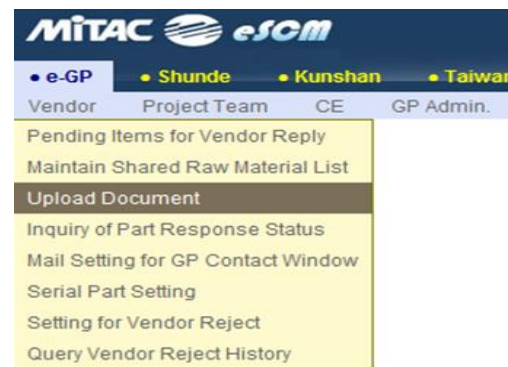 MiTAC eSCM
• e-GP • Shunde • Kunshan • Taiwan
Vendor Project Team CE GP Admin.
Pending Items for Vendor Reply
Maintain Shared Raw Material List
Upload Document
Inquiry of Part Response Status
Mail Setting for GP Contact Window
Serial Part Setting
Setting for Vendor Reject
Query Vendor Reject History